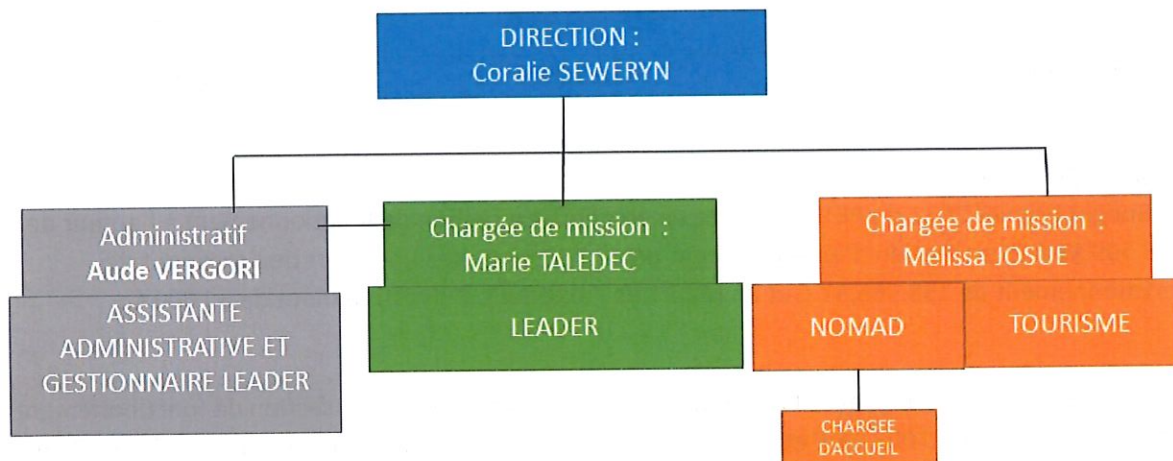 DIRECTION :
Coralie SEWERYN
Administratif
Aude VERGORI
ASSISTANTE
ADMINISTRATIVE ET
GESTIONNAIRE LEADER
Chargée de mission :
Marie TALEDEC
LEADER
Chargée de mission :
Mélissa JOSUE
NOMAD
TOURISME
CHARGEE
D'ACCUEIL